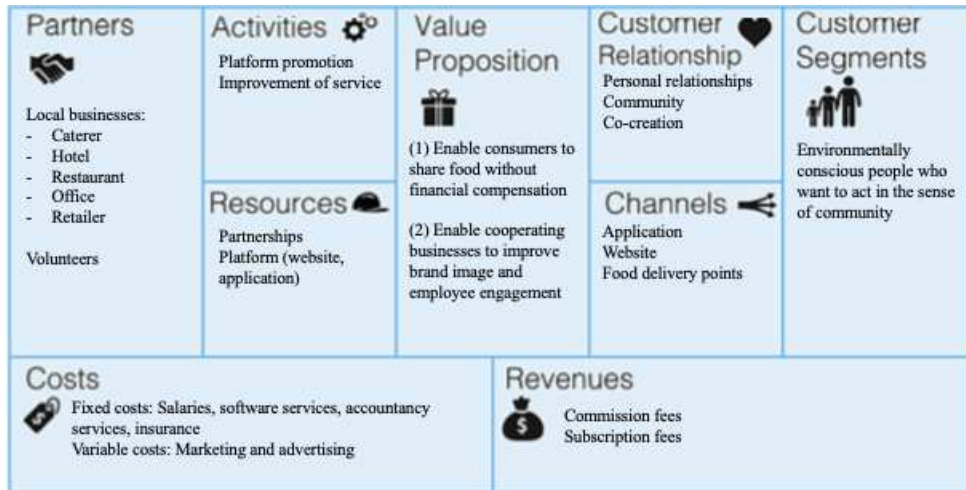 Partners
Local businesses:
- Caterer
- Hotel
- Restaurant
- Office
- Retailer
Volunteers
Activities
Platform promotion
Improvement of service
Resources
Partnerships
Platform (website,
application)
Value
Proposition
(1) Enable consumers to
share food without
financial compensation
(2) Enable cooperating
businesses to improve
brand image and
employee engagement
Customer
Relationship
Personal relationships
Community
Co-creation
Channels
Application
Website
Food delivery points
Customer
Segments
Environmentally
conscious people who
want to act in the sense
of community
Costs
$
Fixed costs: Salaries, software services, accountancy
services, insurance
Variable costs: Marketing and advertising
Revenues
$
Commission fees
Subscription fees